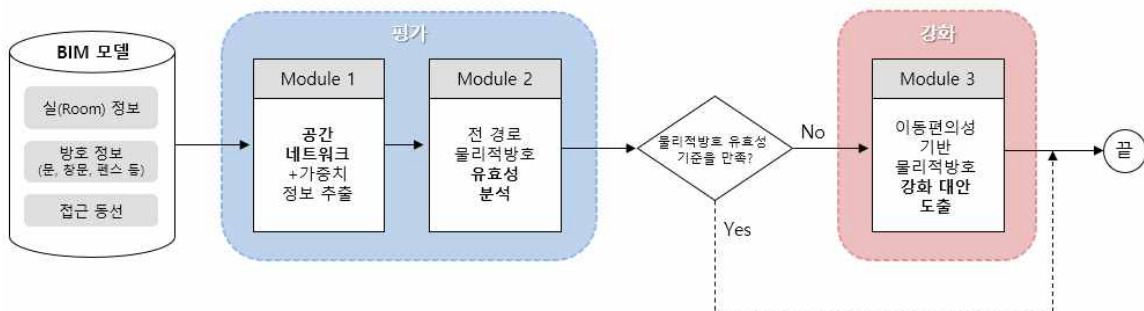 BIM 모델
실(Room) 정보
방호 정보
(문, 창문, 펜스 등)
접근 동선
평가
Module 1
공간
네트워크
+가중치
정보 추출
Module 2
전 경로
물리적방호
유효성
분석
물리적방호 유효성
기준을 만족?
No
Yes
강화
Module 3
이동편의성
기반
물리적방호
강화 대안
도출
끝